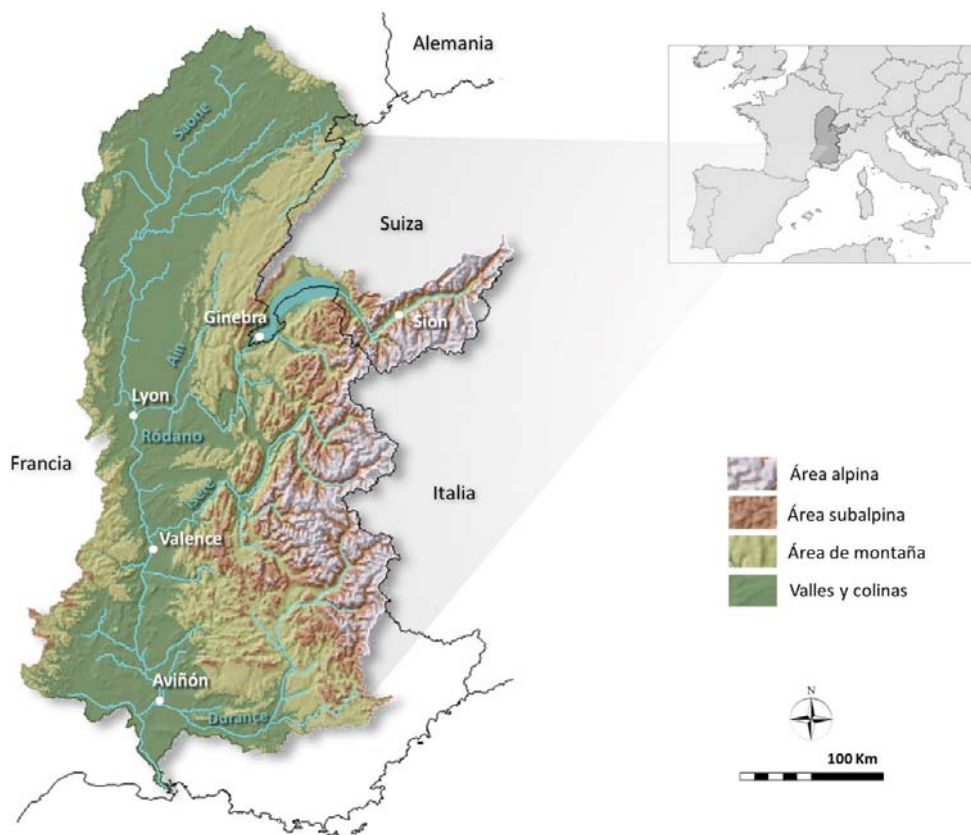 Alemania
Saone
Suiza
Ginebra
Sion
Ain
Lyon
Ródano
Francia
Italia
Isère
Valence
Aviñón
Durance
Área alpina
Área subalpina
Área de montaña
Valles y colinas
N
100 Km